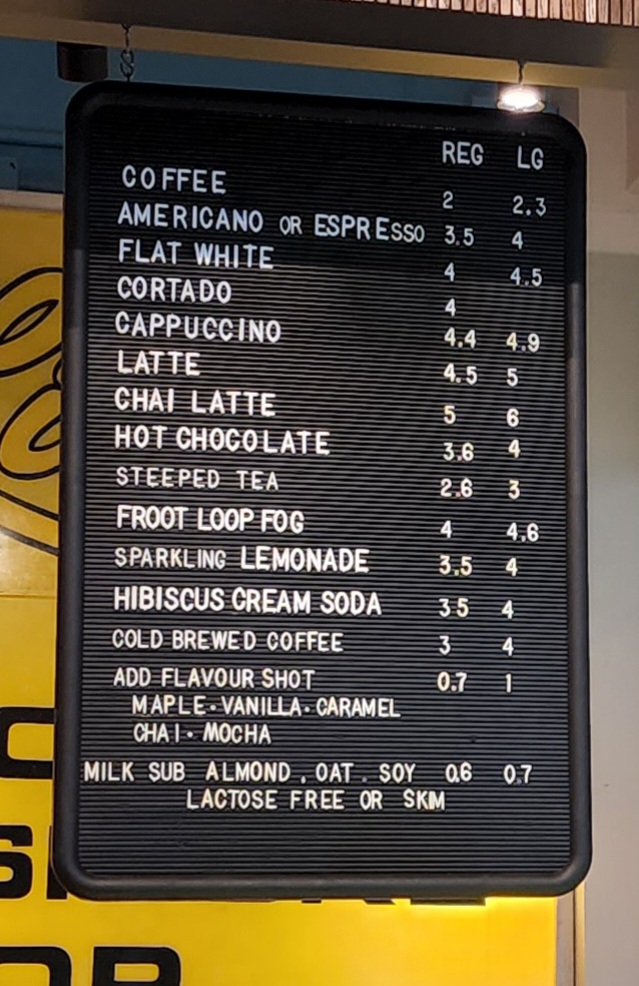 REG LG
COFFEE 2 2.3
AMERICANO OR ESPRESSO 3.5 4
FLAT WHITE 4 4.5
CORTADO 4
CAPPUCCINO 4.4 4.9
LATTE 4.5 5
CHAI LATTE 5 6
HOT CHOCOLATE 3.6 4
STEEPED TEA 2.6 3
FROOT LOOP FOG 4 4.6
SPARKLING LEMONADE 3.5 4
HIBISCUS CREAM SODA 3.5 4
COLD BREWED COFFEE 3 4
ADD FLAVOUR SHOT 0.7 1
MAPLE · VANILLA · CARAMEL
CHAI · MOCHA
MILK SUB ALMOND . OAT . SOY 0.6 0.7
LACTOSE FREE OR SKIM